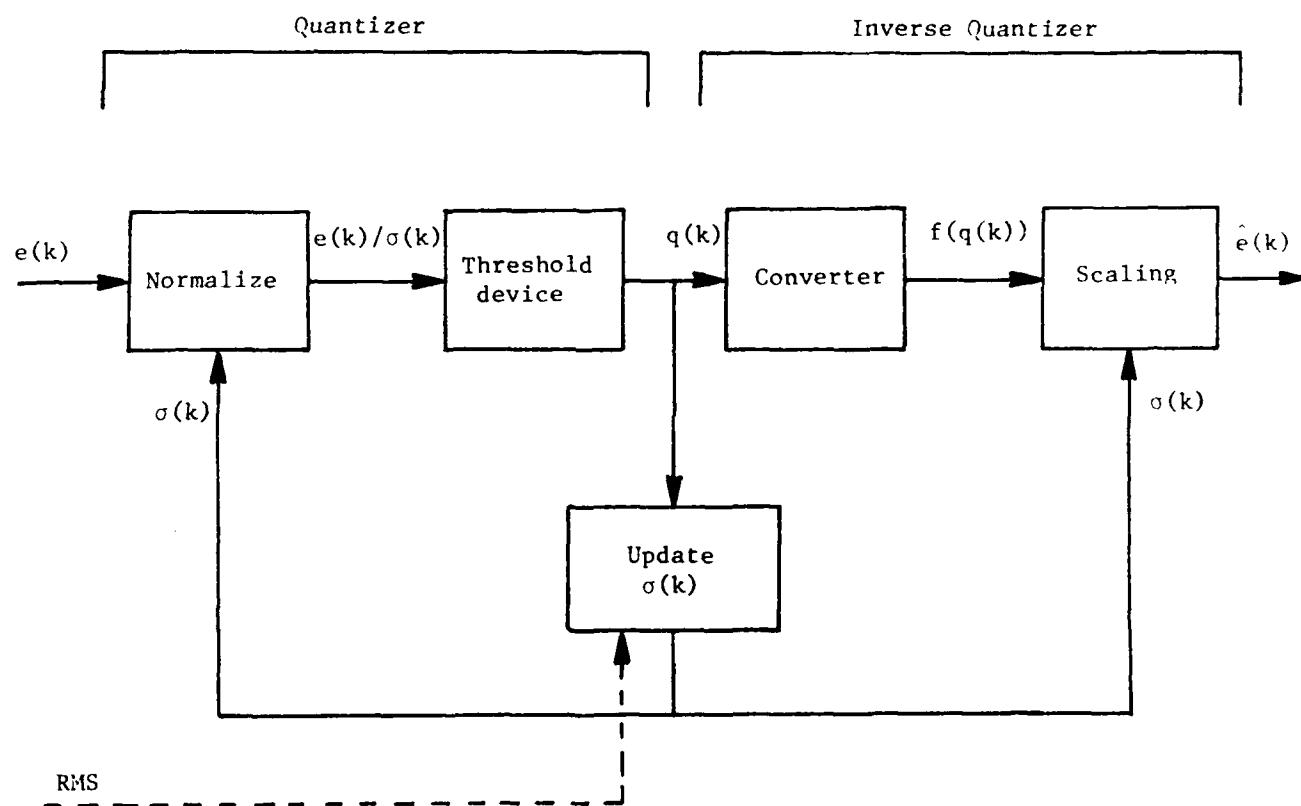 Quantizer
Inverse Quantizer
e(k)
Normalize
e(k)/σ(k)
Threshold
device
q(k)
Converter
f(q(k))
Scaling
ê(k)
σ(k)
σ(k)
Update
σ(k)
RMS